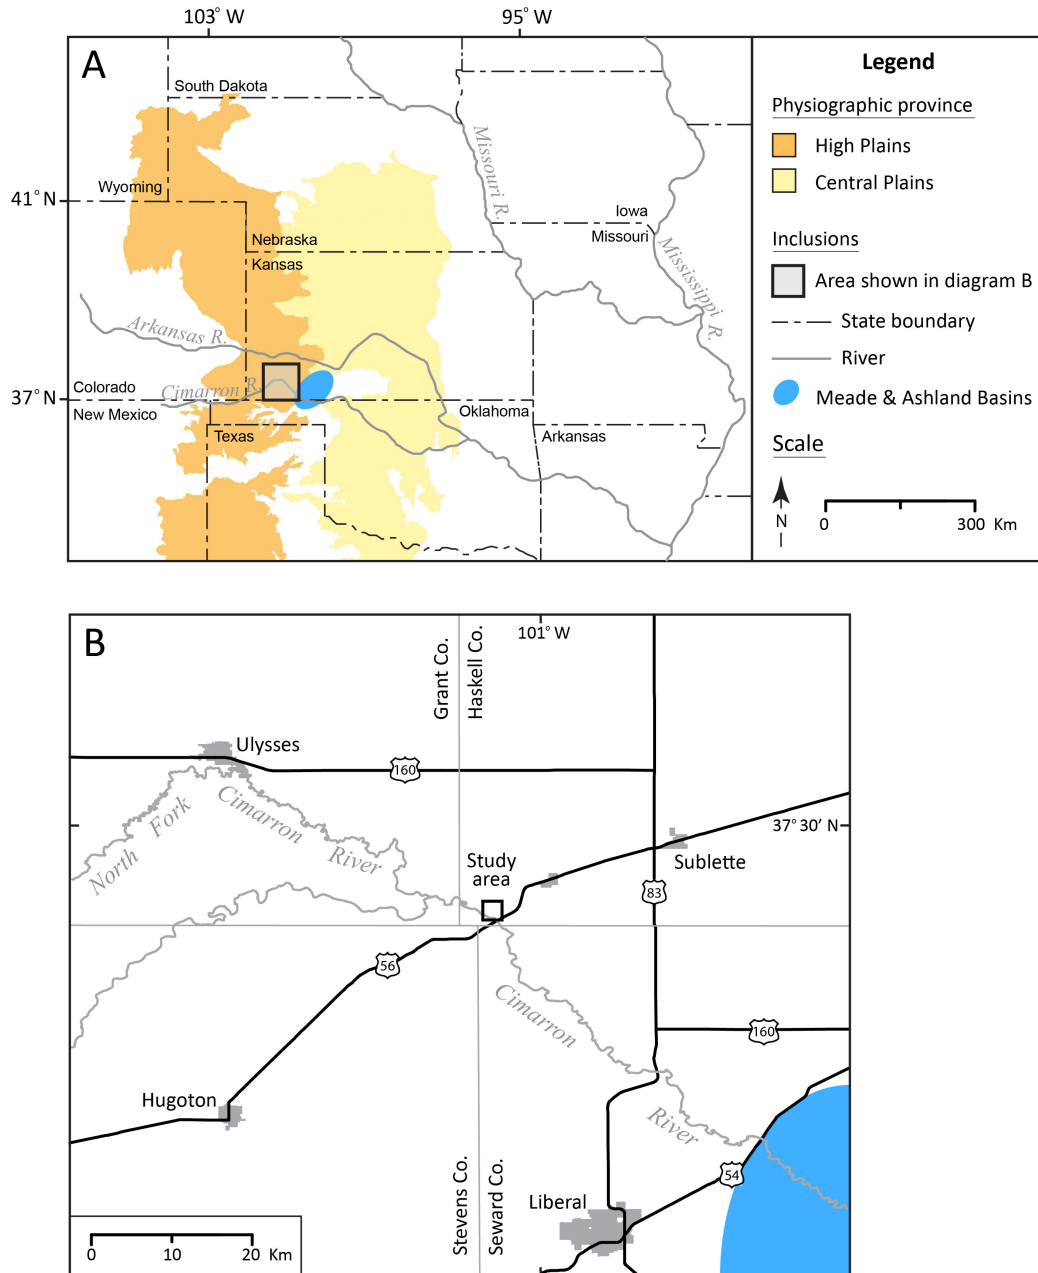 103° W
95° W
A
South Dakota
Wyoming
41° N
Nebraska
Kansas
Missouri R.
Iowa
Missouri
Mississippi R.
Arkansas R.
Colorado
Cimarron R.
37° N
New Mexico
Oklahoma
Texas
Arkansas
Legend
Physiographic province
High Plains
Central Plains
Inclusions
Area shown in diagram B
State boundary
River
Meade & Ashland Basins
Scale
N
0 300 Km
B
101° W
Grant Co.
Haskell Co.
Ulysses
160
North Fork
Cimarron River
37° 30' N
Study
area
Sublette
83
56
Cimarron
160
Hugoton
River
54
Stevens Co.
Seward Co.
Liberal
0 10 20 Km